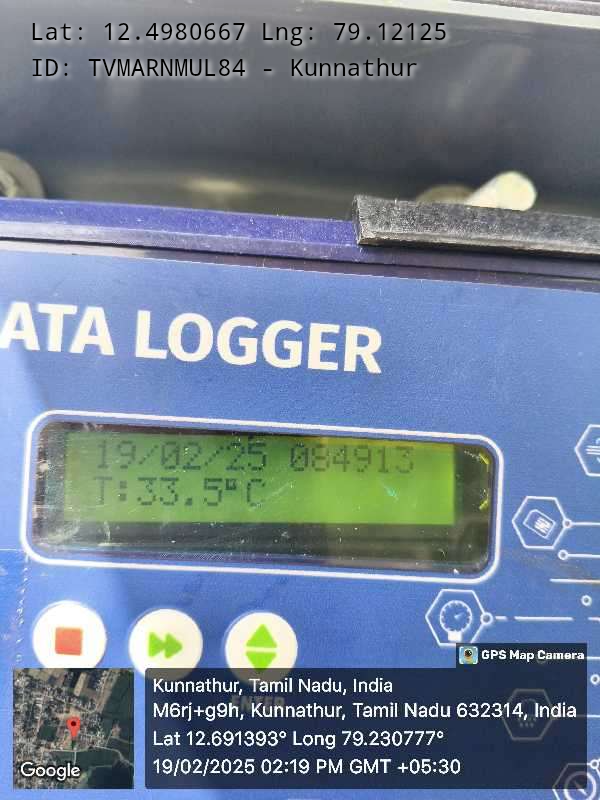 Lat: 12.4980667 Lng: 79.12125
ID: TVMARNMUL84 - Kunnathur
ATA LOGGER
19/02/25 084913
T:33.5°C
ENTER
GPS Map Camera
Kunnathur, Tamil Nadu, India
M6rj+g9h, Kunnathur, Tamil Nadu 632314, India
Lat 12.691393° Long 79.230777°
19/02/2025 02:19 PM GMT +05:30
Google